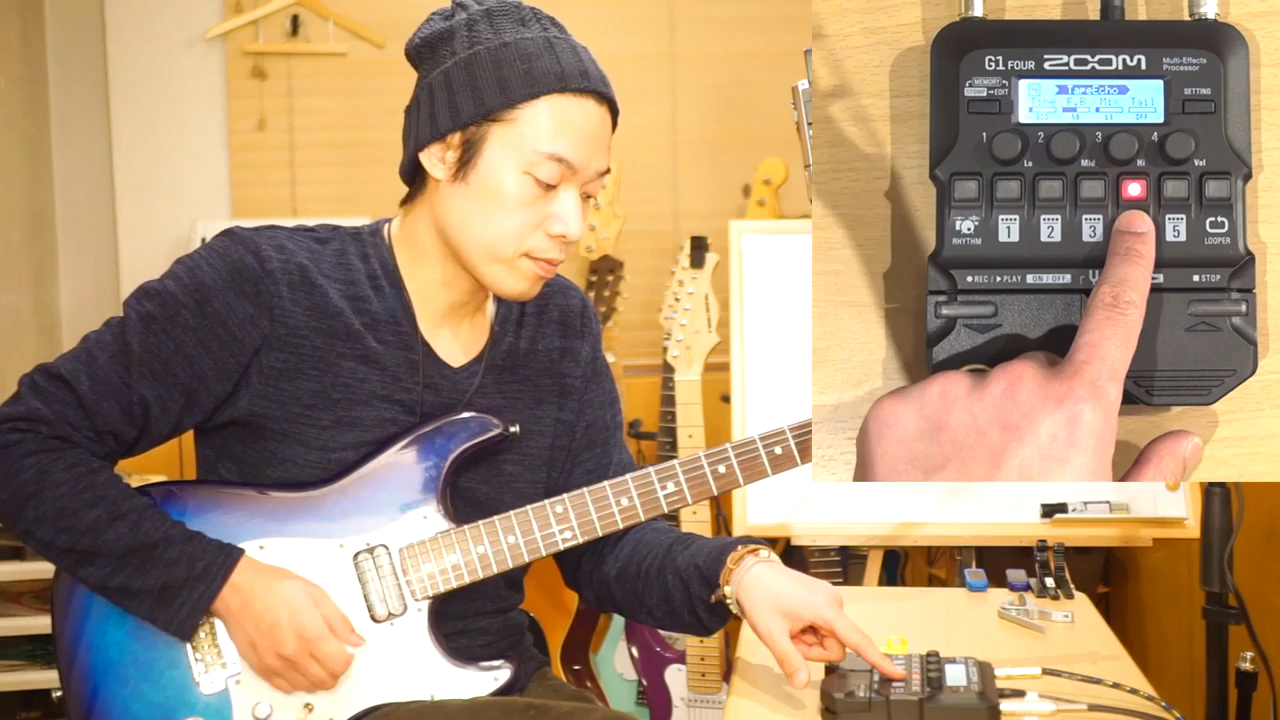 G1 FOUR ZOOM Multi-Effects Processor
MEMORY
STOMP EDIT
SETTING
TapeEcho
Time F.B Mix Tail
1 2 3 4
Lo Mid Hi Vol
RHYTHM 1 2 3 5 LOOPER
REC / PLAY ON / OFF STOP
ZOOM